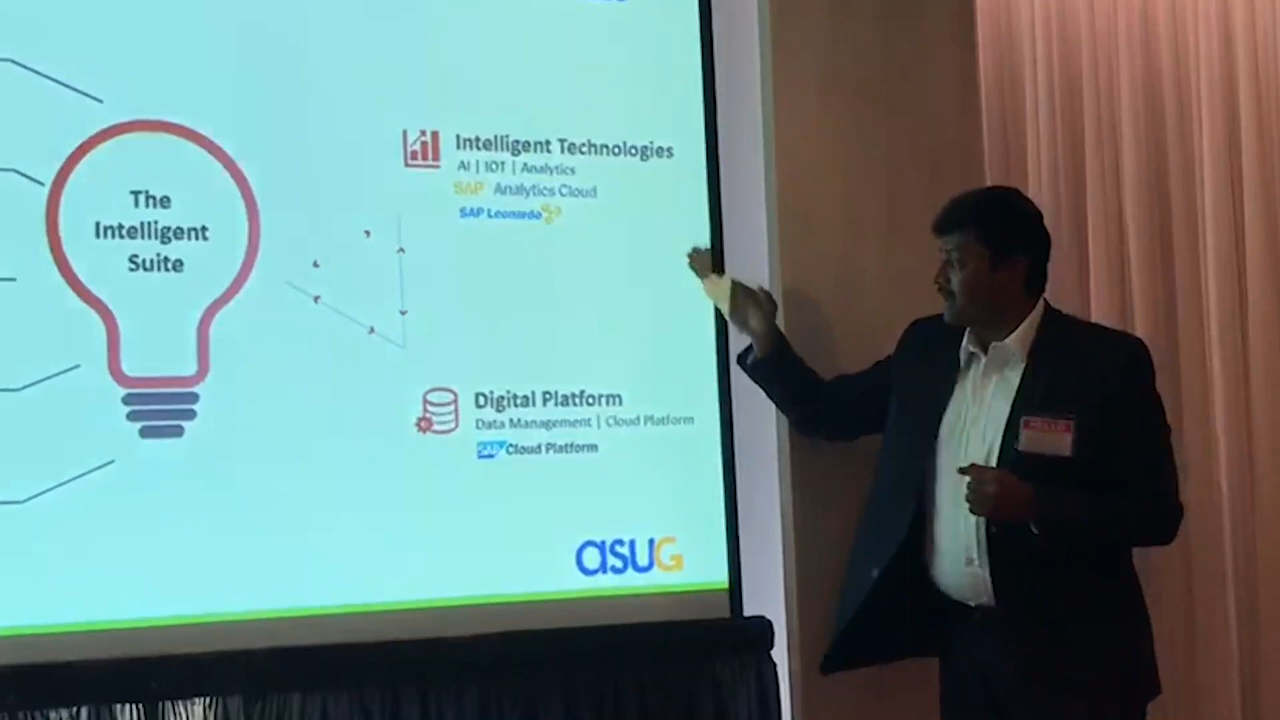 The
Intelligent
Suite
Intelligent Technologies
AI | IOT | Analytics
SAP Analytics Cloud
SAP Leonardo
Digital Platform
Data Management | Cloud Platform
SAP Cloud Platform
asuG